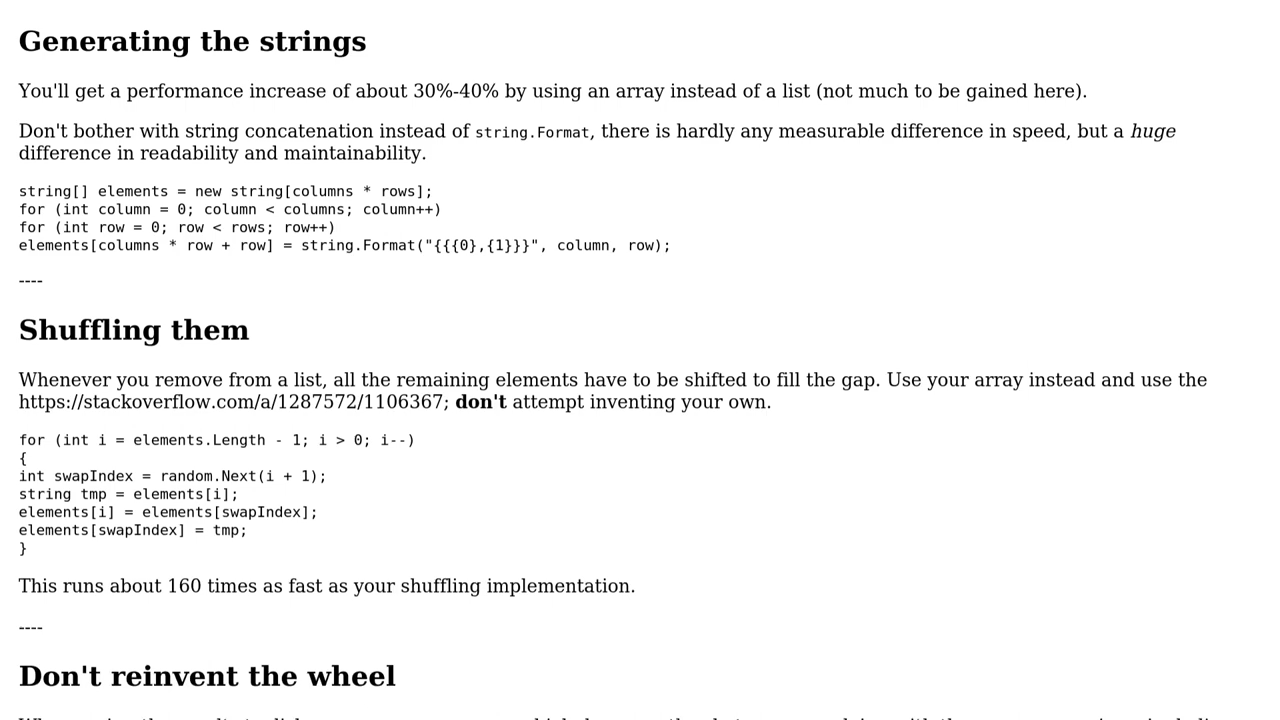 Generating the strings
You'll get a performance increase of about 30%-40% by using an array instead of a list (not much to be gained here).
Don't bother with string concatenation instead of string.Format, there is hardly any measurable difference in speed, but a huge
difference in readability and maintainability.
string[] elements = new string[columns * rows];
for (int column = 0; column < columns; column++)
for (int row = 0; row < rows; row++)
elements[columns * row + row] = string.Format("{{{0},{1}}}", column, row);
----
Shuffling them
Whenever you remove from a list, all the remaining elements have to be shifted to fill the gap. Use your array instead and use the
https://stackoverflow.com/a/1287572/1106367; don't attempt inventing your own.
for (int i = elements.Length - 1; i > 0; i--)
{
int swapIndex = random.Next(i + 1);
string tmp = elements[i];
elements[i] = elements[swapIndex];
elements[swapIndex] = tmp;
}
This runs about 160 times as fast as your shuffling implementation.
----
Don't reinvent the wheel